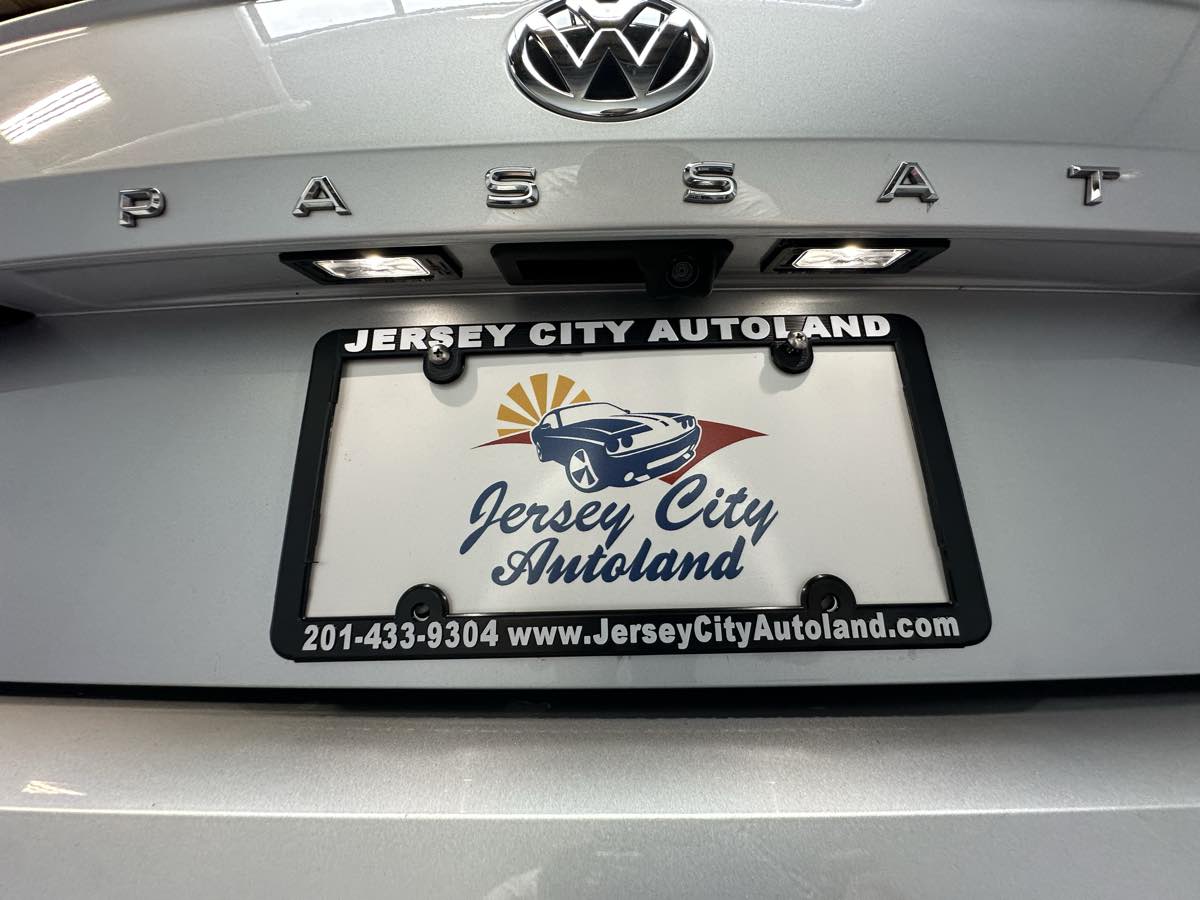 PASSAT
JERSEY CITY AUTOLAND
Jersey City
Autoland
201-433-9304 www.JerseyCityAutoland.com